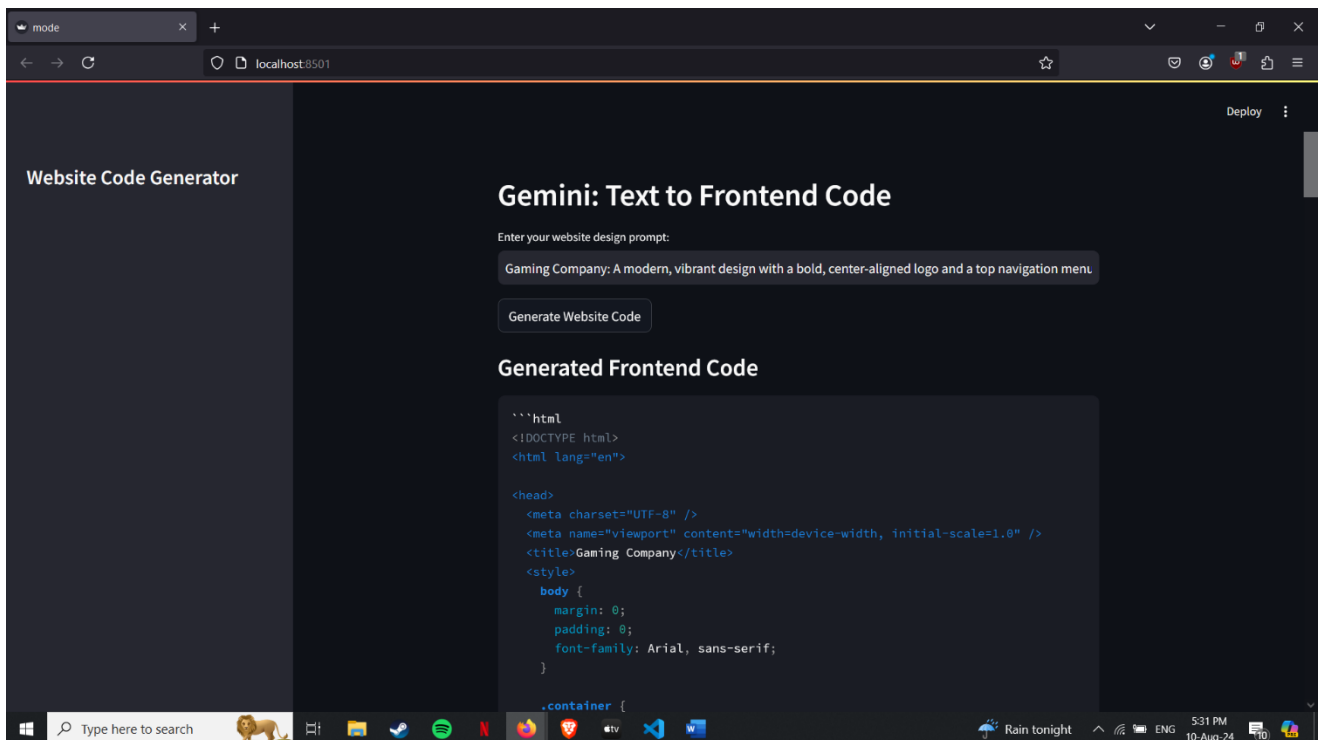 mode
localhost:8501
Deploy
Website Code Generator
Gemini: Text to Frontend Code
Enter your website design prompt:
Gaming Company: A modern, vibrant design with a bold, center-aligned logo and a top navigation menu
Generate Website Code
Generated Frontend Code
```html
<!DOCTYPE html>
<html lang="en">
<head>
<meta charset="UTF-8" />
<meta name="viewport" content="width=device-width, initial-scale=1.0" />
<title>Gaming Company</title>
<style>
body {
margin: 0;
padding: 0;
font-family: Arial, sans-serif;
}
.container {
Type here to search
N
tv
W
Rain tonight
ENG
5:31 PM
10-Aug-24